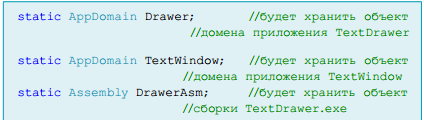 static AppDomain Drawer; //будет хранить объект
//домена приложения TextDrawer
static AppDomain TextWindow; //будет хранить объект
//домена приложения TextWindow
static Assembly DrawerAsm; //будет хранить объект
//сборки TextDrawer.exe